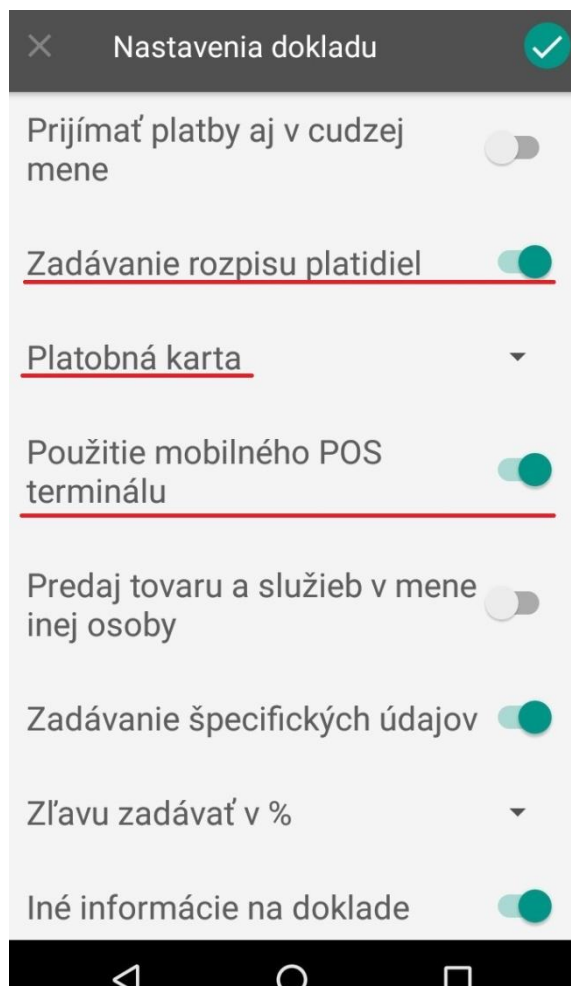 Nastavenia dokladu
Prijímať platby aj v cudzej
mene
Zadávanie rozpisu platidiel
Platobná karta
Použitie mobilného POS
terminálu
Predaj tovaru a služieb v mene
inej osoby
Zadávanie špecifických údajov
Zľavu zadávať v %
Iné informácie na doklade